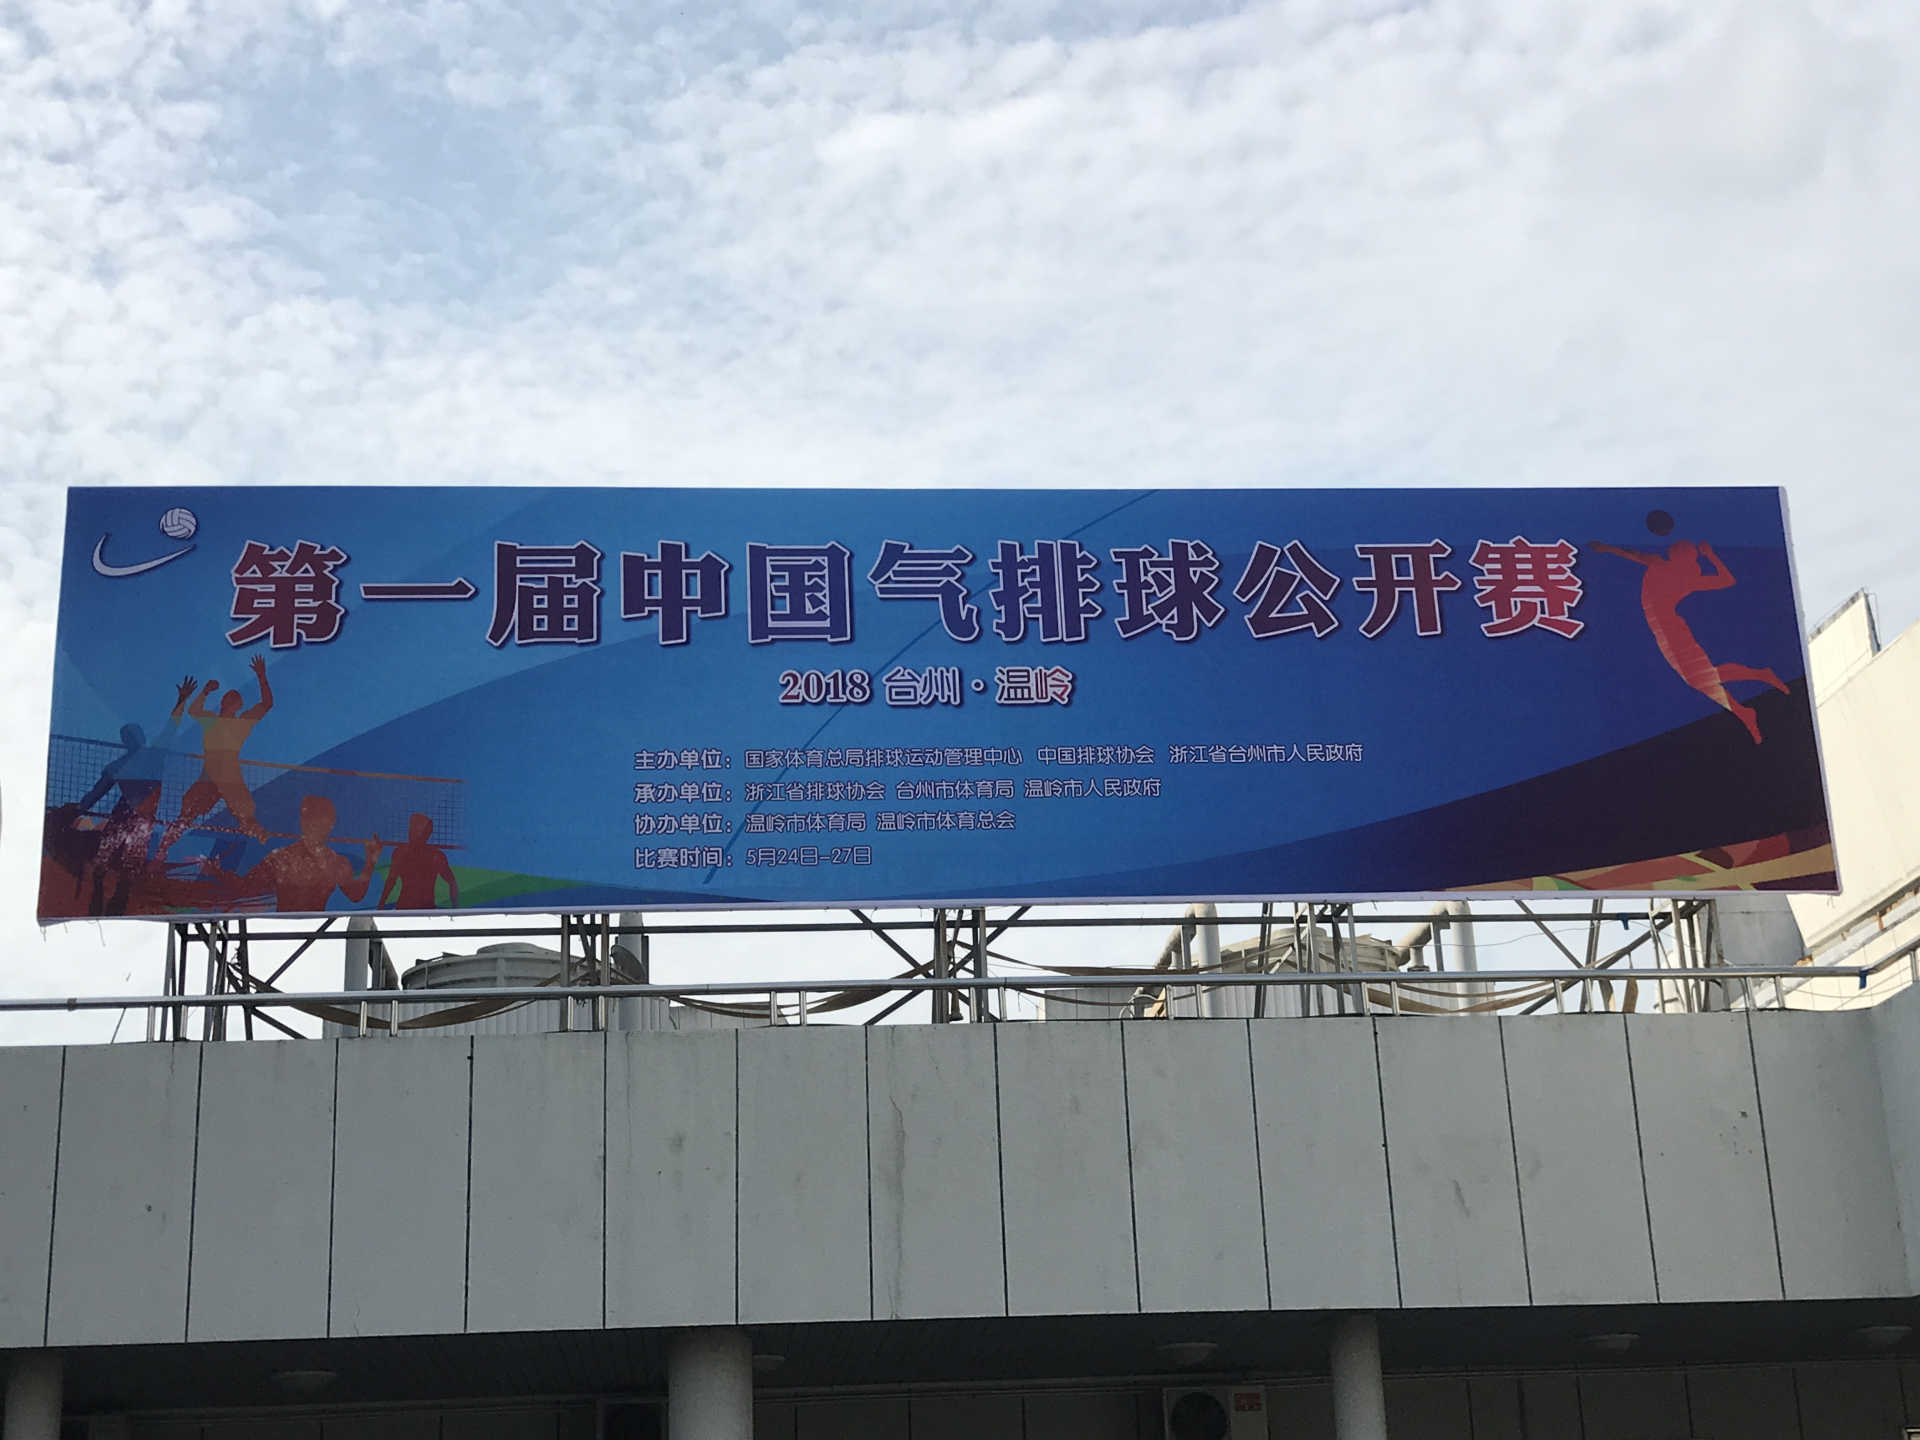 第一届中国气排球公开赛
2018 台州·温岭
主办单位：国家体育总局排球运动管理中心 中国排球协会 浙江省台州市人民政府
承办单位：浙江省排球协会 台州市体育局 温岭市人民政府
协办单位：温岭市体育局 温岭市体育总会
比赛时间：5月24日-27日